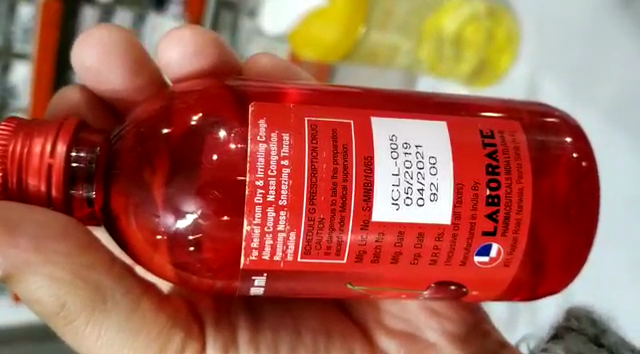 For Relief from Dry & Irritating Cough,
Allergic Cough, Nasal Congestion,
Running Nose, Sneezing & Throat
irritation.
SCHEDULE G PRESCRIPTION DRUG
- CAUTION
It is dangerous to take this preparation
except under medical supervision.
Mfg. Lic No. S-MNB/10/65
Batch No. JCLL-005
Mfg. Date 05/2019
Exp. Date 04/2021
M.R.P. Rs. 92.00
(Inclusive of all Taxes)
Manufactured in India By:
LABORATE
PHARMACEUTICALS INDIA LTD.
ml.